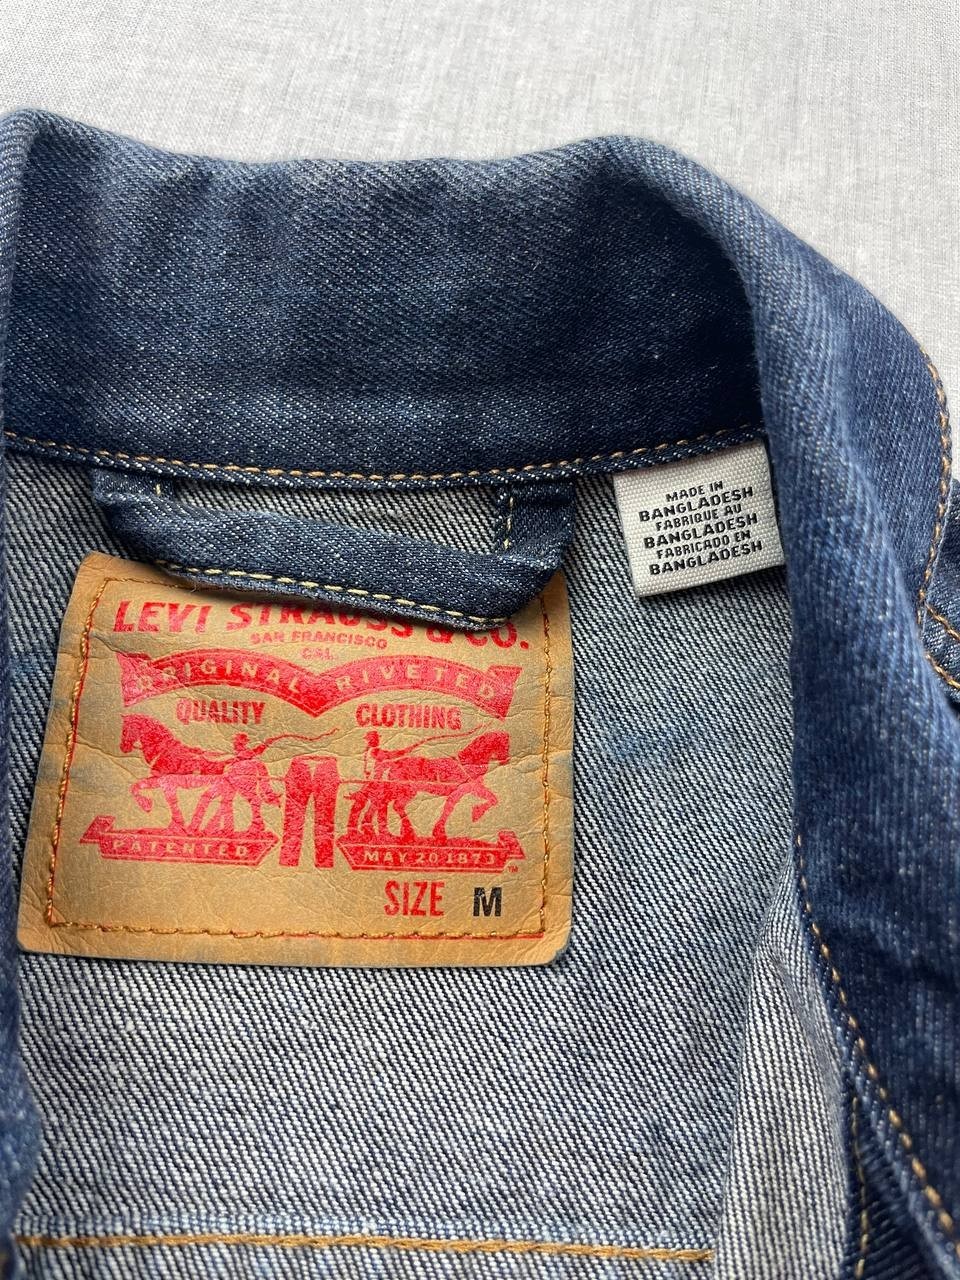 MADE IN
BANGLADESH
FABRIQUE AU
BANGLADESH
FABRICADO EN
BANGLADESH
LEVI STRAUSS & CO.
SAN FRANCISCO
CAL.
ORIGINAL RIVETED
QUALITY CLOTHING
PATENTED MAY 20 1873 ™
SIZE M